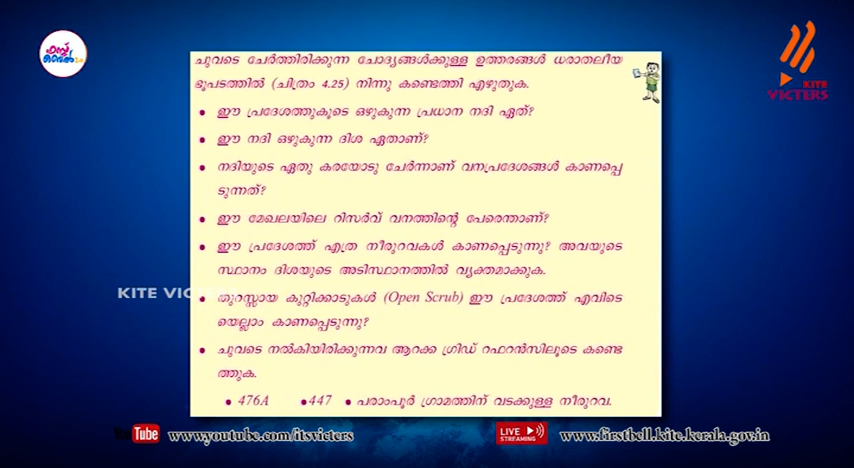 ഫസ്റ്റ്
ബെൽ 2.0
KITE
VICTERS
ചുവടെ ചേർത്തിരിക്കുന്ന ചോദ്യങ്ങൾക്കുള്ള ഉത്തരങ്ങൾ ധരാതലീയ
ഭൂപടത്തിൽ (ചിത്രം 4.25) നിന്നു കണ്ടെത്തി എഴുതുക.
• ഈ പ്രദേശത്തുകൂടെ ഒഴുകുന്ന പ്രധാന നദി ഏത്?
• ഈ നദി ഒഴുകുന്ന ദിശ ഏതാണ്?
• നദിയുടെ ഏതു കരയോടു ചേർന്നാണ് വനപ്രദേശങ്ങൾ കാണപ്പെ
ടുന്നത്?
• ഈ മേഖലയിലെ റിസർവ് വനത്തിന്റെ പേരെന്താണ്?
• ഈ പ്രദേശത്ത് എത്ര നീരുറവകൾ കാണപ്പെടുന്നു? അവയുടെ
സ്ഥാനം ദിശയുടെ അടിസ്ഥാനത്തിൽ വ്യക്തമാക്കുക.
KITE VICTERS
• തുറസ്സായ കുറ്റിക്കാടുകൾ (Open Scrub) ഈ പ്രദേശത്ത് എവിടെ
യെല്ലാം കാണപ്പെടുന്നു?
• ചുവടെ നൽകിയിരിക്കുന്നവ ആറക്ക ഗ്രിഡ് റഫറൻസിലൂടെ കണ്ടെ
ത്തുക.
• 476A • 447 • പരാംപൂർ ഗ്രാമത്തിന് വടക്കുള്ള നീരുറവ.
YouTube www.youtube.com/itsvicters LIVE STREAMING www.firstbell.kite.kerala.gov.in